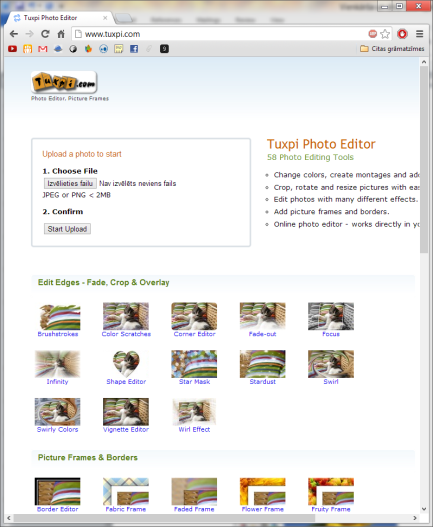 Tuxpi Photo Editor
www.tuxpi.com
Citas grāmatzīmes
Tuxpi.com
Photo Editor. Picture Frames
Upload a photo to start
1. Choose File
Izvēlieties failu Nav izvēlēts neviens fails
JPEG or PNG < 2MB
2. Confirm
Start Upload
Tuxpi Photo Editor
58 Photo Editing Tools
Change colors, create montages and add
Crop, rotate and resize pictures with eas
Edit photos with many different effects.
Add picture frames and borders.
Online photo editor - works directly in yo
Edit Edges - Fade, Crop & Overlay
Brushstrokes Color Scratches Corner Editor Fade-out Focus
Infinity Shape Editor Star Mask Stardust Swirl
Swirly Colors Vignette Editor Wirl Effect
Picture Frames & Borders
Border Editor Fabric Frame Faded Frame Flower Frame Fruity Frame